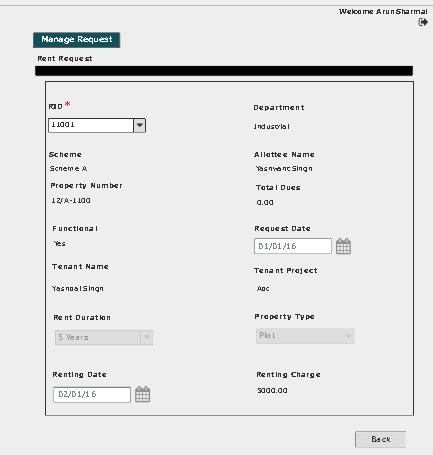 Welcome ArunSharmal
Manage Request
Rent Request
RID*
Department
11001
Industrial
Scheme
Allottee Name
Scheme A
Yashvant Singh
Property Number
Total Dues
12/A-1100
0.00
Functional
Request Date
Yes
01/01/16
Tenant Name
Tenant Project
Yashpal Singh
Abc
Rent Duration
Property Type
5 Years
Plot
Renting Date
Renting Charge
02/01/16
5000.00
Back